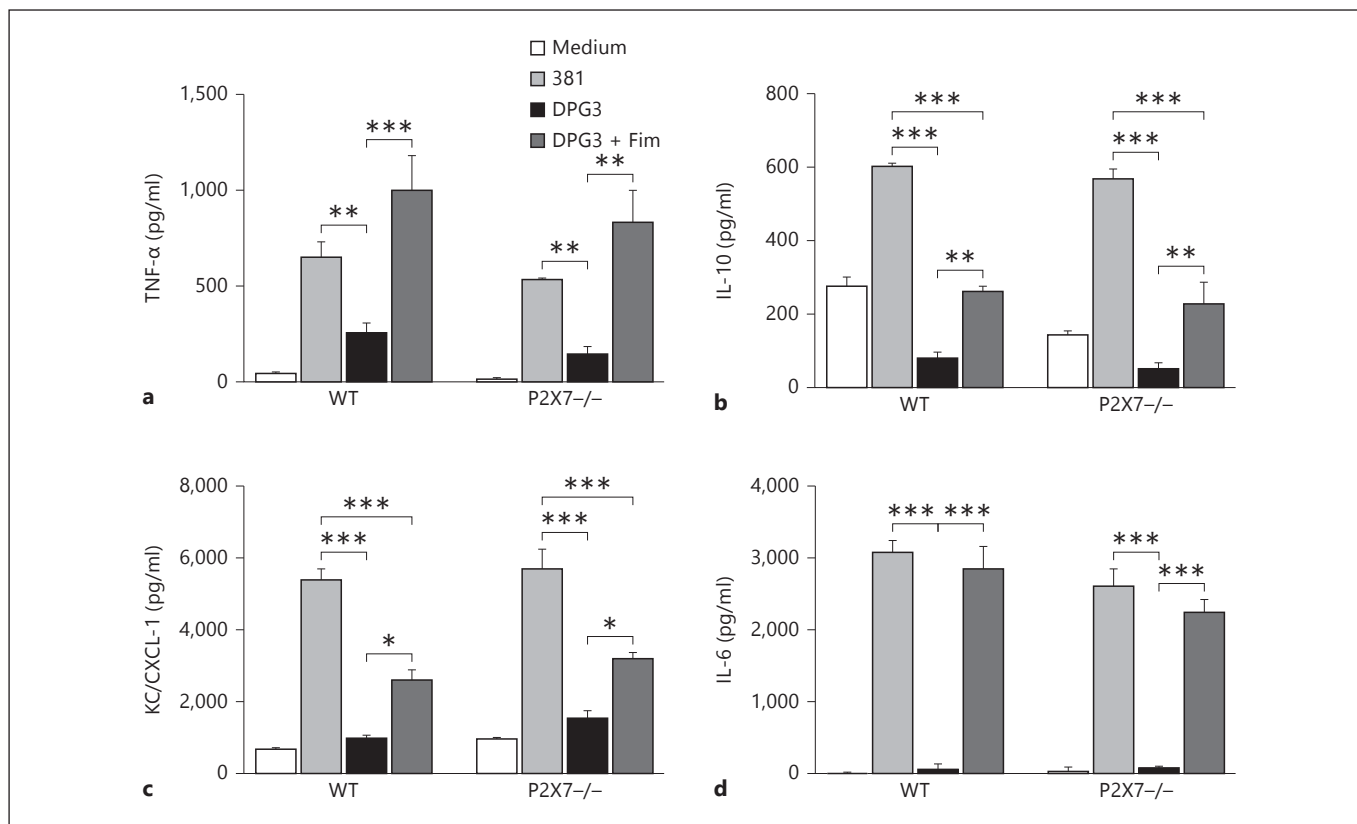 Medium
381
DPG3
DPG3 + Fim
1,500
1,000
500
0
TNF-α (pg/ml)
***
**
**
**
WT
P2X7–/–
a
800
600
400
200
0
IL-10 (pg/ml)
***
***
**
***
***
**
WT
P2X7–/–
b
8,000
6,000
4,000
2,000
0
KC/CXCL-1 (pg/ml)
***
***
*
***
***
*
WT
P2X7–/–
c
4,000
3,000
2,000
1,000
0
IL-6 (pg/ml)
*** ***
***
***
WT
P2X7–/–
d